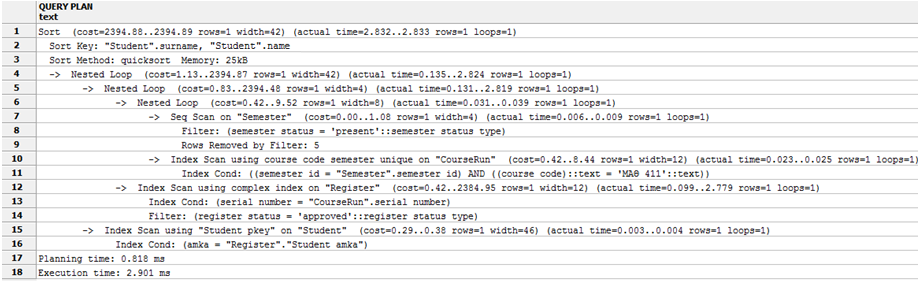 QUERY PLAN
text
1 Sort (cost=2394.88..2394.89 rows=1 width=42) (actual time=2.832..2.833 rows=1 loops=1)
2 Sort Key: "Student".surname, "Student".name
3 Sort Method: quicksort Memory: 25kB
4 -> Nested Loop (cost=1.13..2394.87 rows=1 width=42) (actual time=0.135..2.824 rows=1 loops=1)
5 -> Nested Loop (cost=0.83..2394.48 rows=1 width=4) (actual time=0.131..2.819 rows=1 loops=1)
6 -> Nested Loop (cost=0.42..9.52 rows=1 width=8) (actual time=0.031..0.039 rows=1 loops=1)
7 -> Seq Scan on "Semester" (cost=0.00..1.08 rows=1 width=4) (actual time=0.006..0.009 rows=1 loops=1)
8 Filter: (semester status = 'present'::semester status type)
9 Rows Removed by Filter: 5
10 -> Index Scan using course code semester unique on "CourseRun" (cost=0.42..8.44 rows=1 width=12) (actual time=0.023..0.025 rows=1 loops=1)
11 Index Cond: ((semester id = "Semester".semester id) AND ((course code)::text = 'ΜΑΘ 411'::text))
12 -> Index Scan using complex index on "Register" (cost=0.42..2384.95 rows=1 width=12) (actual time=0.099..2.779 rows=1 loops=1)
13 Index Cond: (serial number = "CourseRun".serial number)
14 Filter: (register status = 'approved'::register status type)
15 -> Index Scan using "Student pkey" on "Student" (cost=0.29..0.38 rows=1 width=46) (actual time=0.003..0.004 rows=1 loops=1)
16 Index Cond: (amka = "Register"."Student amka")
17 Planning time: 0.818 ms
18 Execution time: 2.901 ms